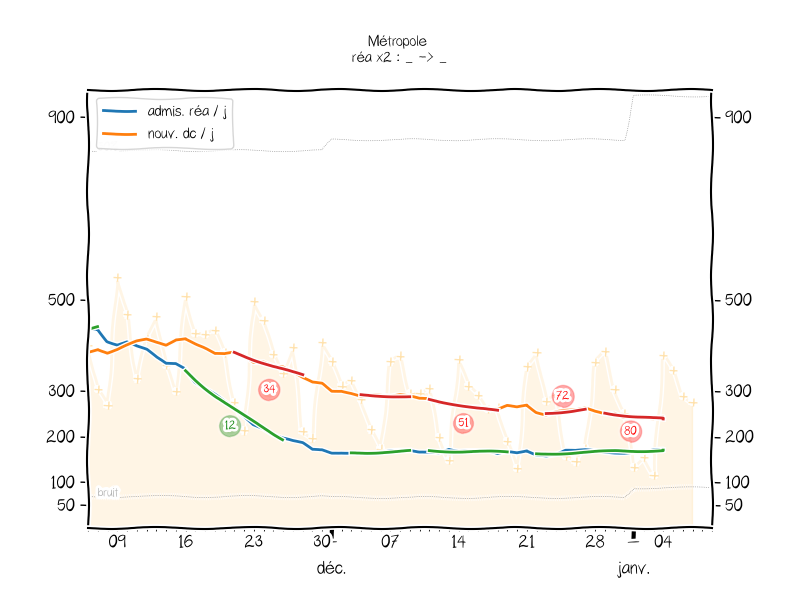 Métropole
réa x2 : _ -> _
admis. réa / j
nouv. dc / j
900
900
500
500
300
300
200
200
100
100
50
50
34
12
51
72
80
bruit
09 16 23 30 07 14 21 28 04
déc. janv.